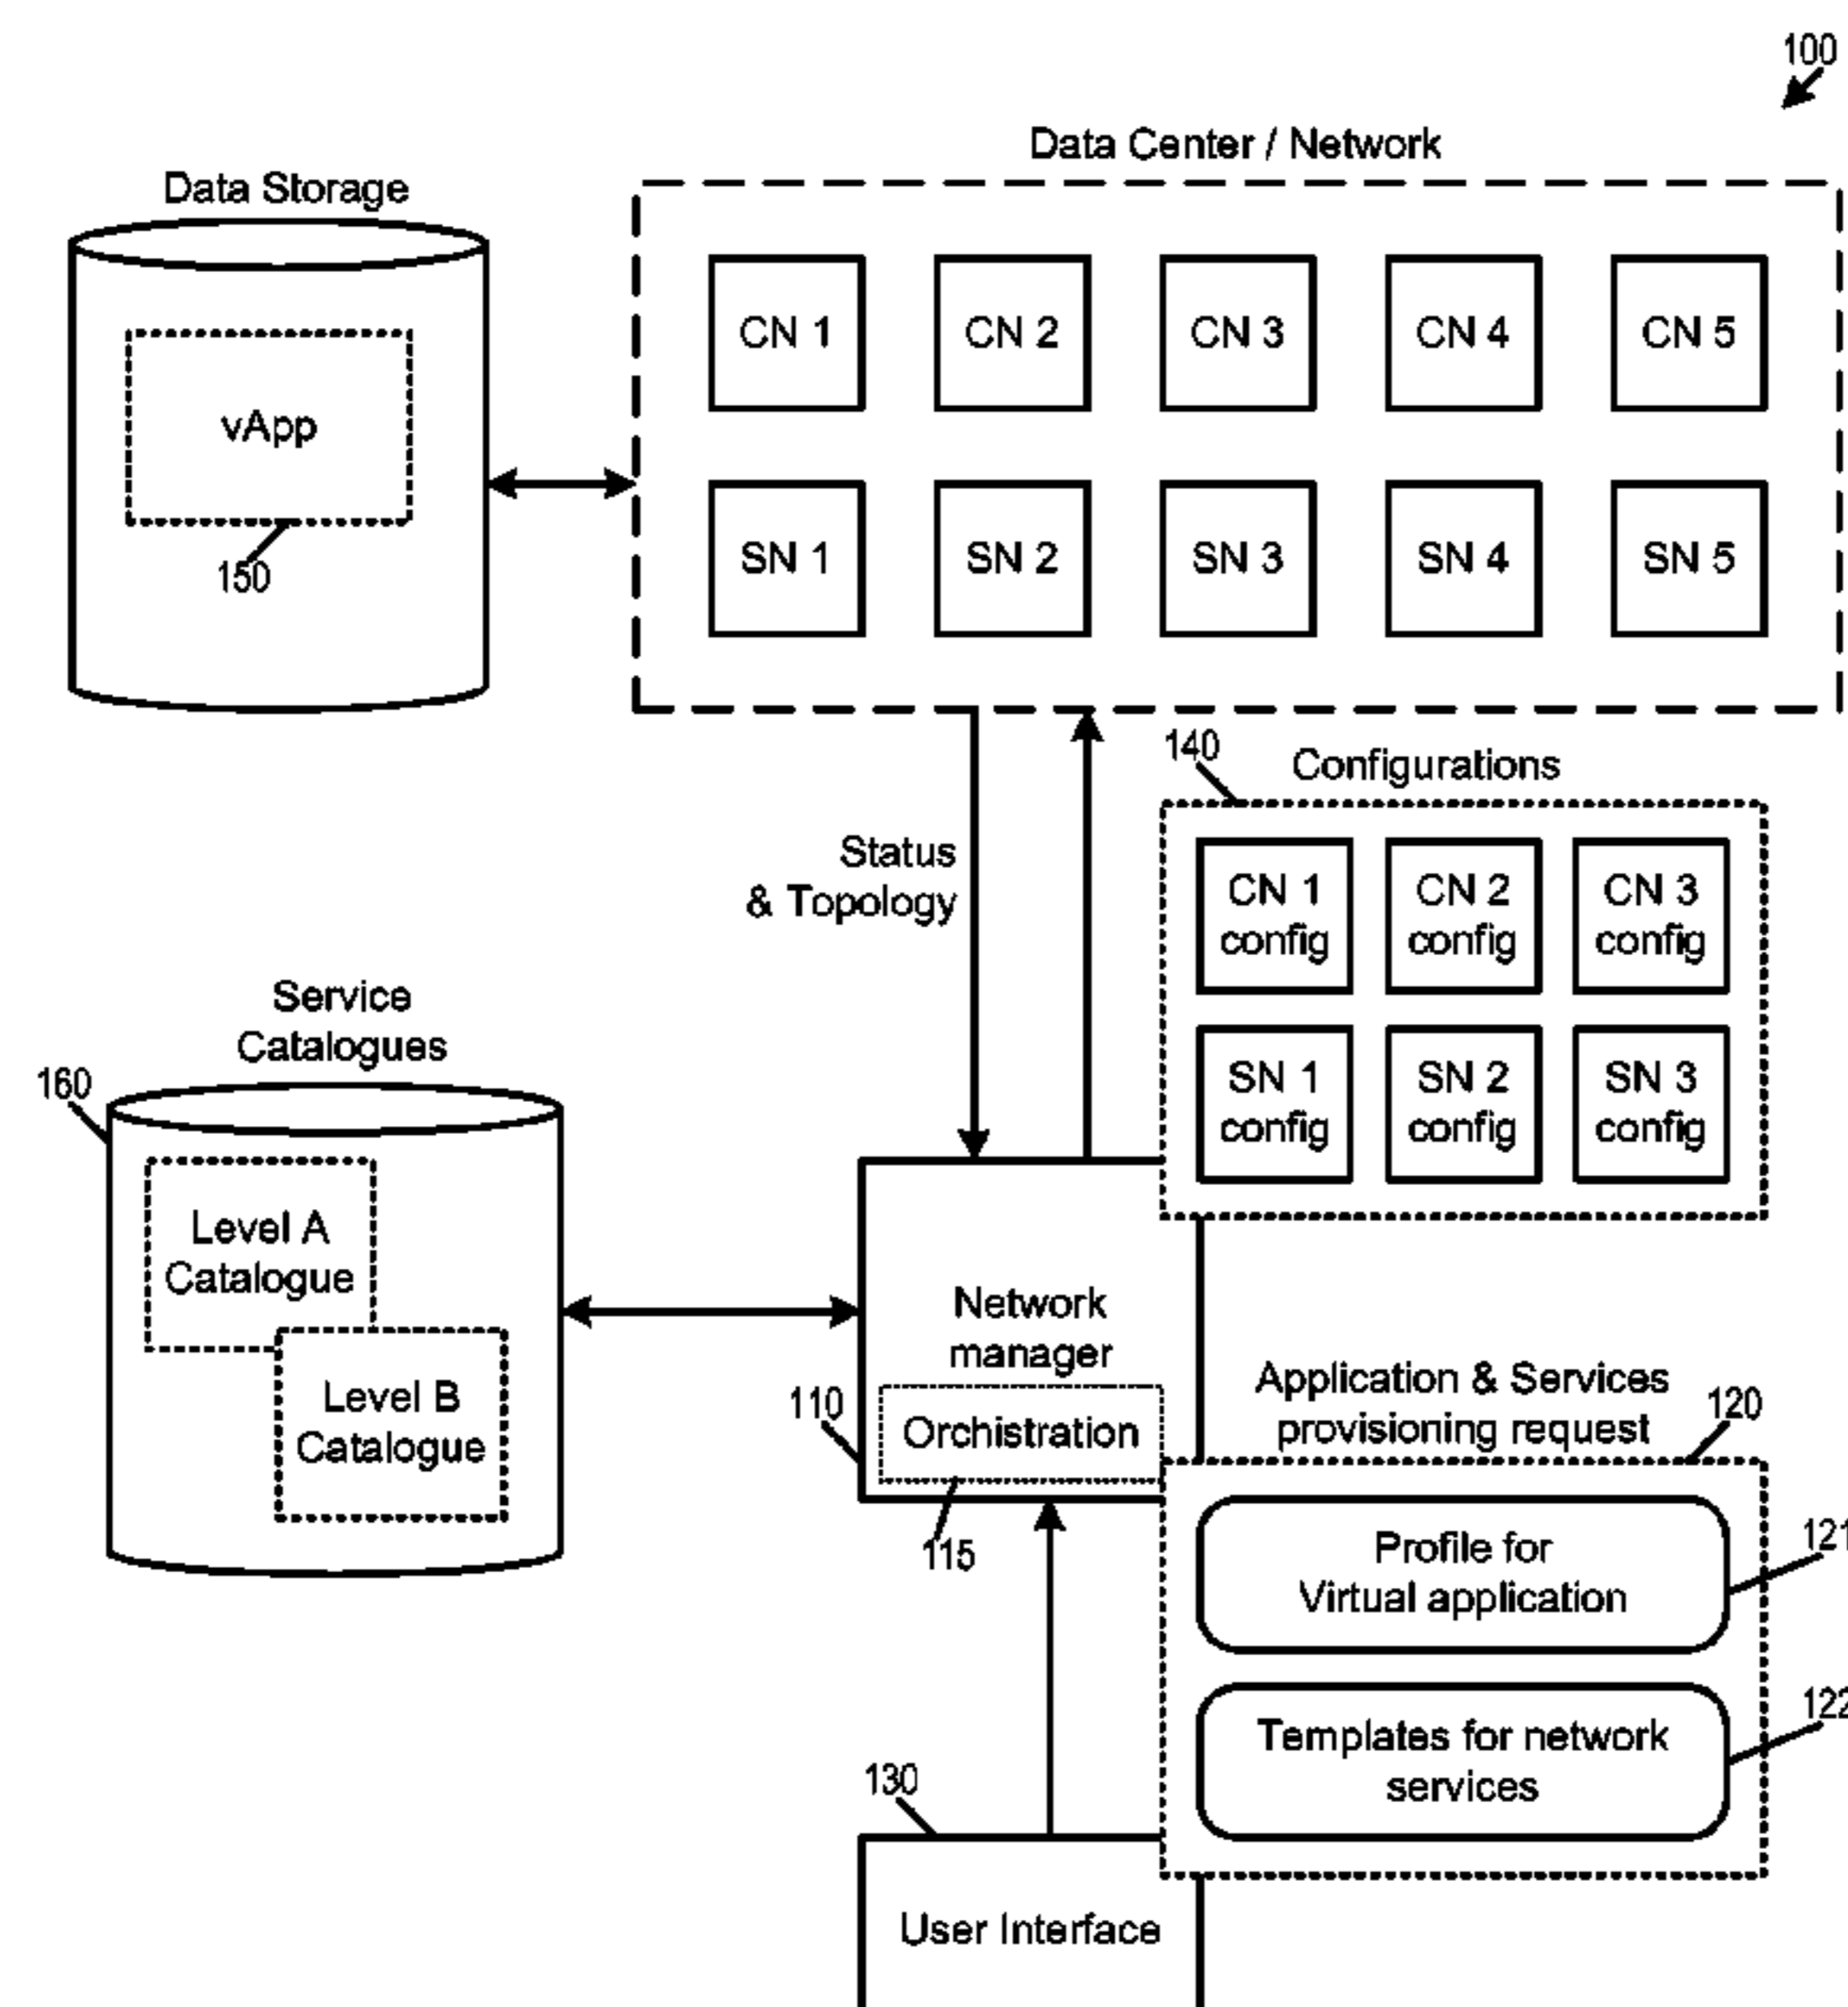 100
Data Center / Network
Data Storage
CN 1
CN 2
CN 3
CN 4
CN 5
vApp
SN 1
SN 2
SN 3
SN 4
SN 5
150
140
Configurations
Status
& Topology
CN 1
config
CN 2
config
CN 3
config
SN 1
config
SN 2
config
SN 3
config
Service
Catalogues
160
Level A
Catalogue
Level B
Catalogue
Network
manager
110
Orchistration
115
Application & Services
provisioning request
120
Profile for
Virtual application
121
Templates for network
services
122
130
User Interface